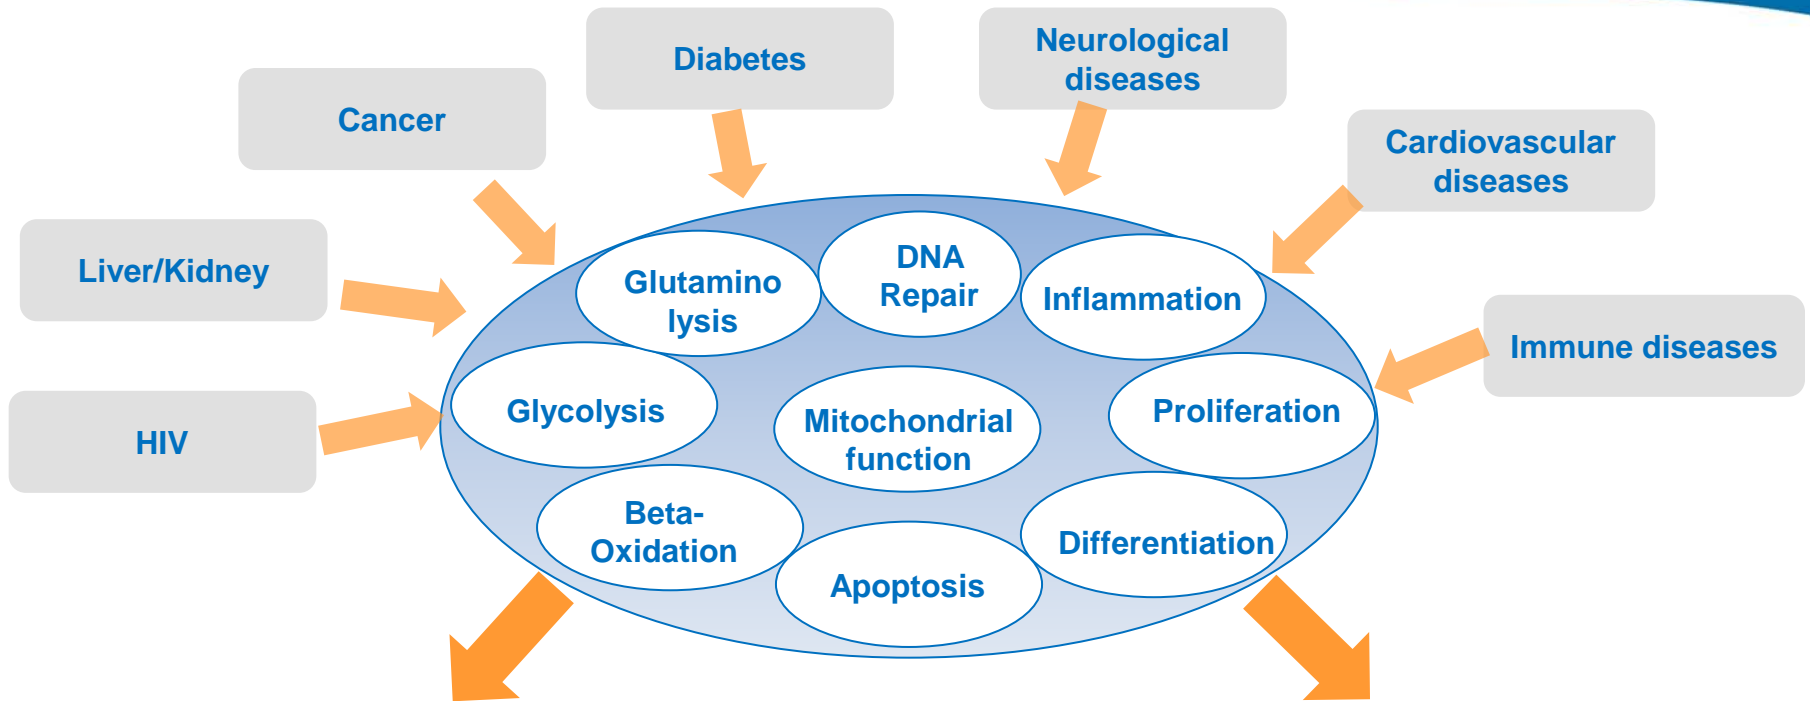 Diabetes
Neurological
diseases
Cancer
Cardiovascular
diseases
Liver/Kidney
Immune diseases
HIV
Glutamino
lysis
DNA
Repair
Inflammation
Glycolysis
Mitochondrial
function
Proliferation
Beta-
Oxidation
Apoptosis
Differentiation